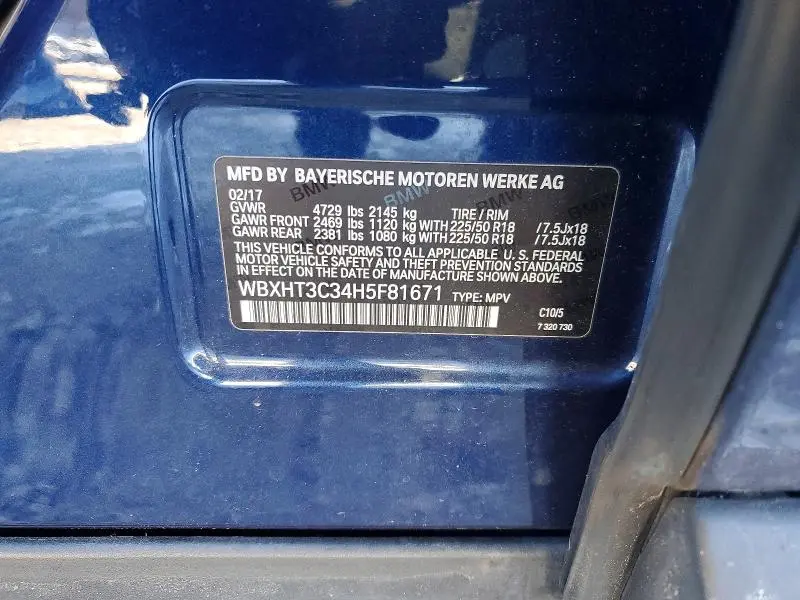 MFD BY BAYERISCHE MOTOREN WERKE AG
02/17
GVWR 4729 lbs 2145 kg TIRE / RIM
GAWR FRONT 2469 lbs 1120 kg WITH 225/50 R18 /7.5Jx18
GAWR REAR 2381 lbs 1080 kg WITH 225/50 R18 /7.5Jx18
THIS VEHICLE CONFORMS TO ALL APPLICABLE U. S. FEDERAL
MOTOR VEHICLE SAFETY AND THEFT PREVENTION STANDARDS
IN EFFECT ON THE DATE OF MANUFACTURE SHOWN ABOVE.
WBXHT3C34H5F81671 TYPE: MPV
C10/5
7 320 730